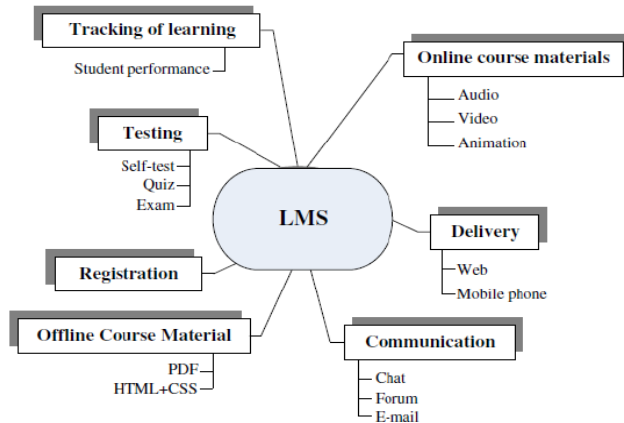 Tracking of learning
Student performance
Online course materials
Audio
Video
Animation
Testing
Self-test
Quiz
Exam
LMS
Delivery
Web
Mobile phone
Registration
Offline Course Material
PDF
HTML+CSS
Communication
Chat
Forum
E-mail